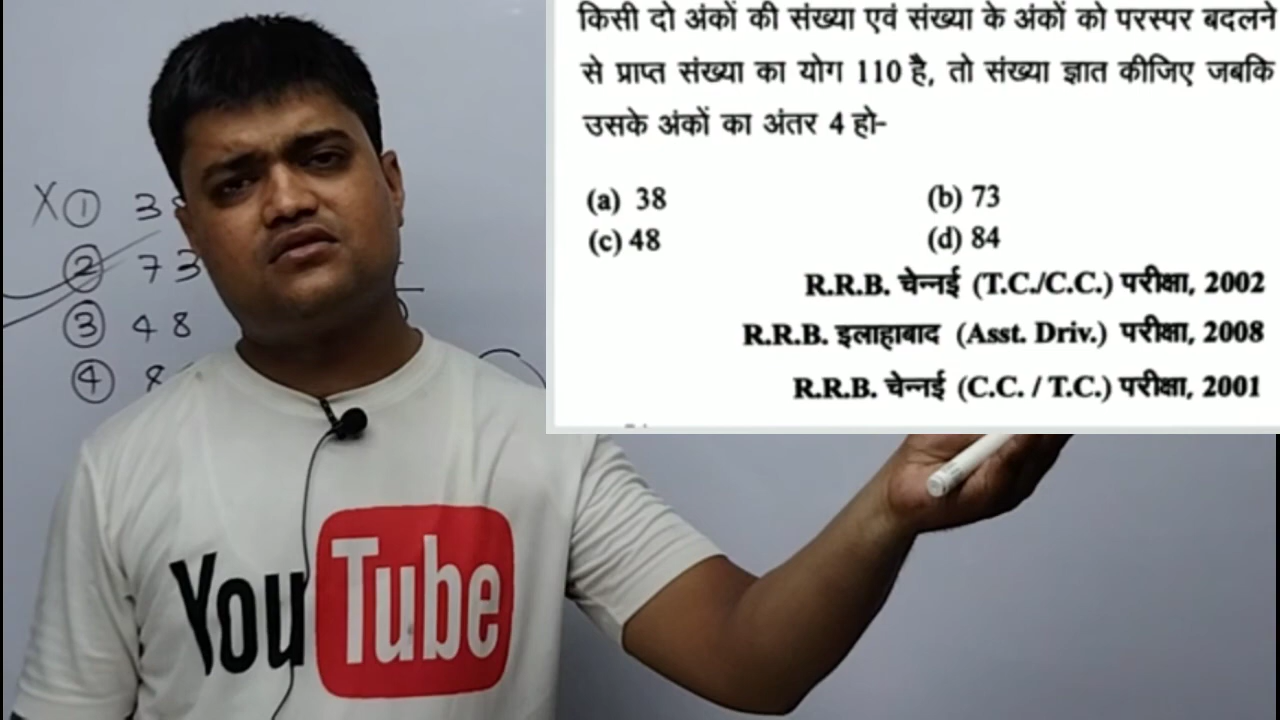 किसी दो अंकों की संख्या एवं संख्या के अंकों को परस्पर बदलने
से प्राप्त संख्या का योग 110 है, तो संख्या ज्ञात कीजिए जबकि
उसके अंकों का अंतर 4 हो-
(a) 38 (b) 73
(c) 48 (d) 84
R.R.B. चेन्नई (T.C./C.C.) परीक्षा, 2002
R.R.B. इलाहाबाद (Asst. Driv.) परीक्षा, 2008
R.R.B. चेन्नई (C.C. / T.C.) परीक्षा, 2001
X ① 3
② 73
③ 48
④
YouTube